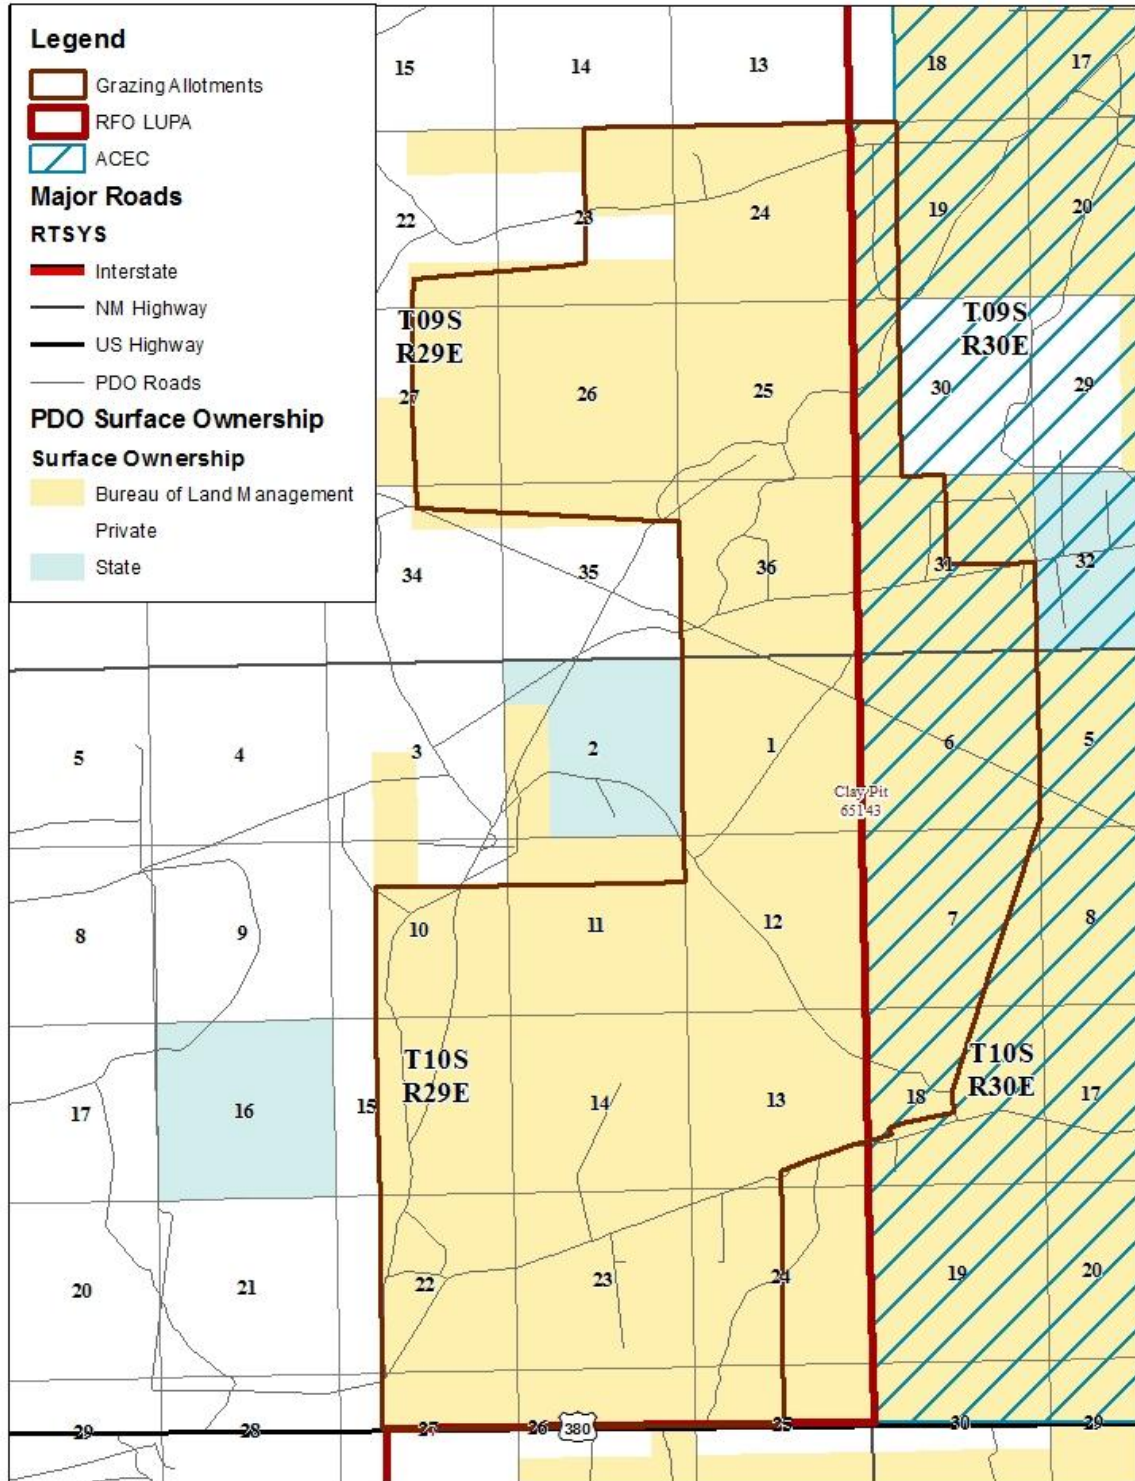 Legend
Grazing Allotments
RFO LUPA
ACEC
Major Roads
RTSYS
Interstate
NM Highway
US Highway
PDO Roads
PDO Surface Ownership
Surface Ownership
Bureau of Land Management
Private
State
15 14 13 18 17
22 23 24 19 20
T09S
R29E
T.09S
R30E
27 26 25 30 29
34 35 36 31 32
5 4 3 2 1 6 5
Clay Pit
65143
8 9 10 11 12 7 8
T10S
R29E
T10S
R30E
17 16 15 14 13 18 17
20 21 22 23 24 19 20
29 28 27 26 380 25 30 29